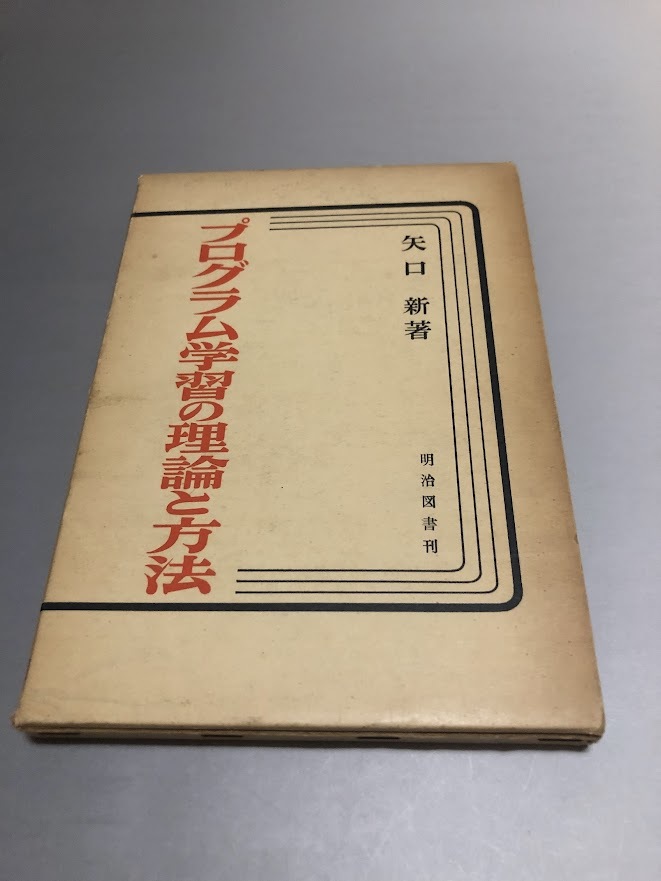 矢口 新著
プログラム学習の理論と方法
明治図書刊